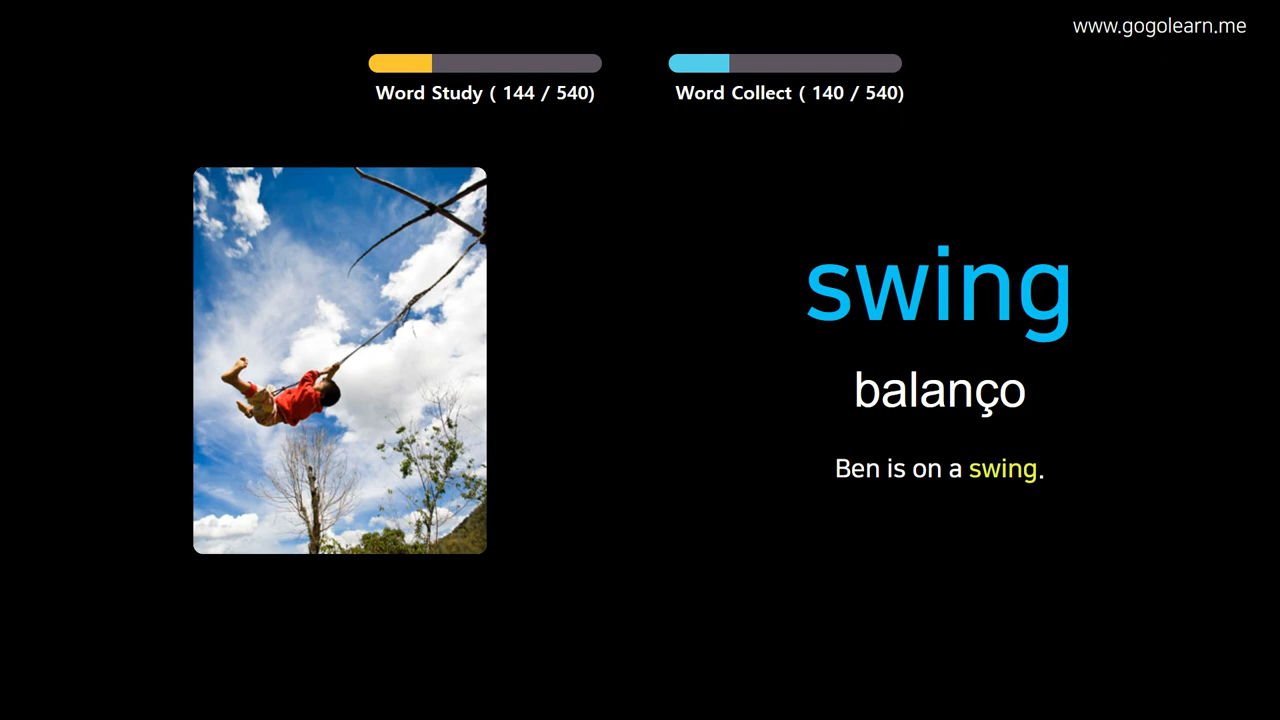 www.gogolearn.me
Word Study ( 144 / 540)
Word Collect ( 140 / 540)
swing
balanço
Ben is on a swing.